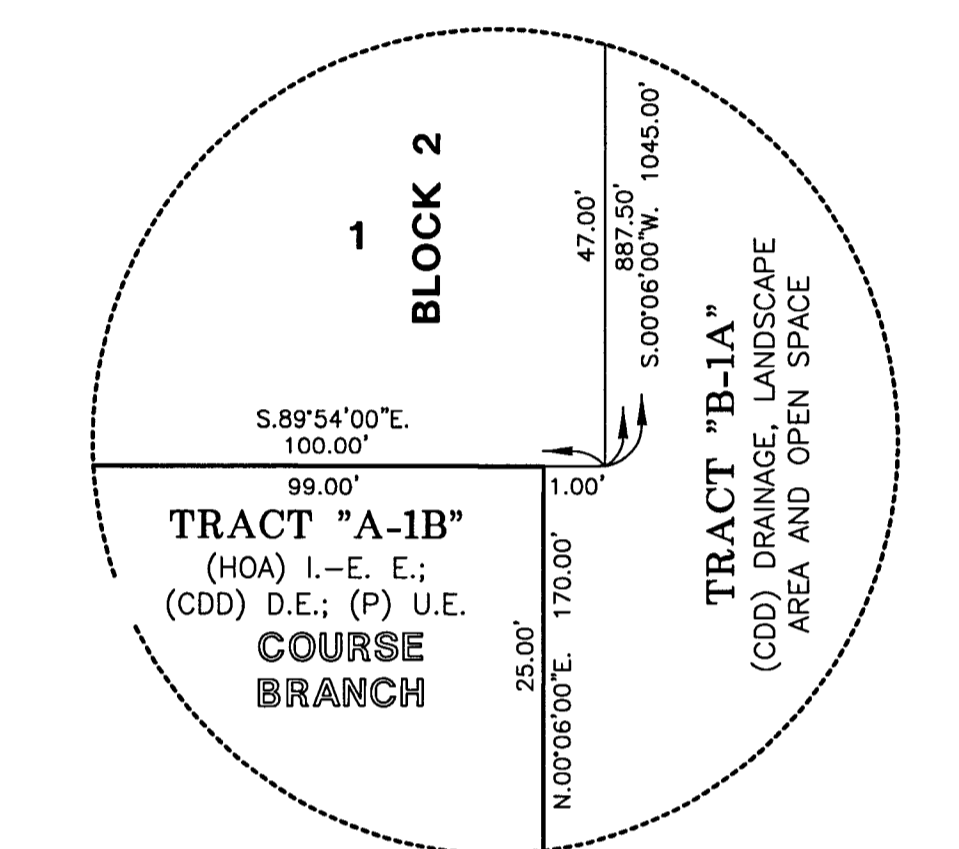 1
BLOCK 2
47.00'
887.50'
S.00°06'00"W. 1045.00'
S.89°54'00"E.
100.00'
99.00'
1.00'
TRACT "A-1B"
(HOA) I.-E. E.;
(CDD) D.E.; (P) U.E.
COURSE
BRANCH
25.00'
N.00°06'00"E. 170.00'
TRACT "B-1A"
(CDD) DRAINAGE, LANDSCAPE
AREA AND OPEN SPACE